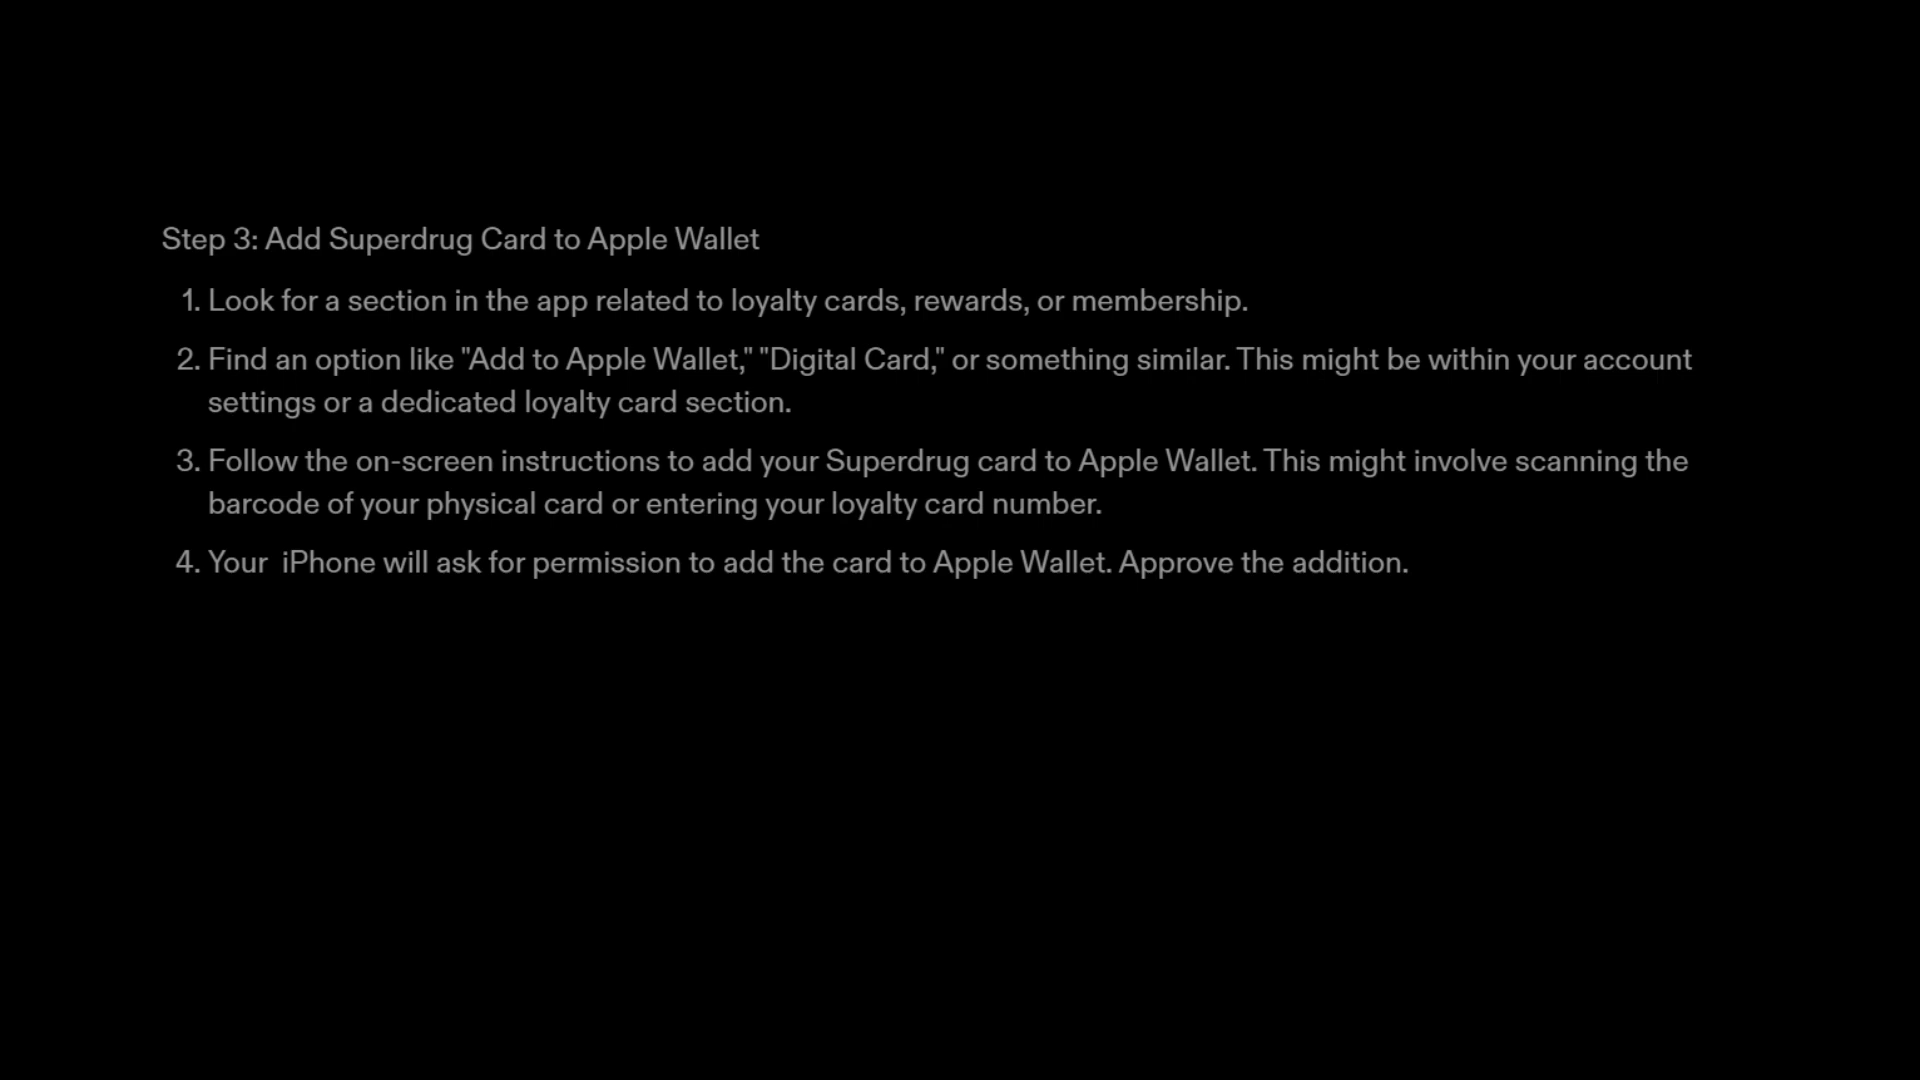 Step 3: Add Superdrug Card to Apple Wallet
1. Look for a section in the app related to loyalty cards, rewards, or membership.
2. Find an option like "Add to Apple Wallet," "Digital Card," or something similar. This might be within your account
settings or a dedicated loyalty card section.
3. Follow the on-screen instructions to add your Superdrug card to Apple Wallet. This might involve scanning the
barcode of your physical card or entering your loyalty card number.
4. Your  iPhone will ask for permission to add the card to Apple Wallet. Approve the addition.